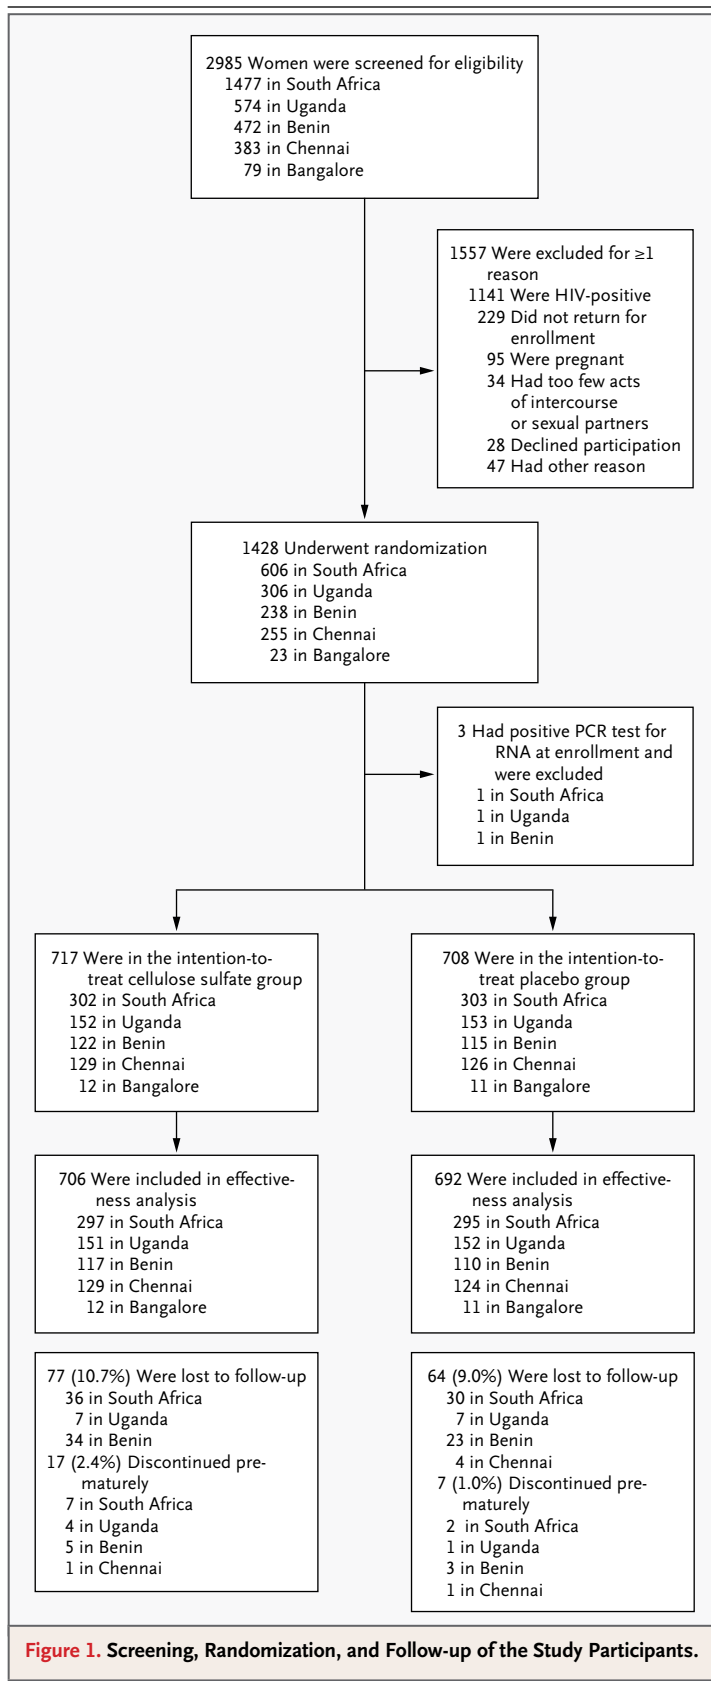 2985 Women were screened for eligibility
1477 in South Africa
574 in Uganda
472 in Benin
383 in Chennai
79 in Bangalore
1557 Were excluded for ≥1
reason
1141 Were HIV-positive
229 Did not return for
enrollment
95 Were pregnant
34 Had too few acts
of intercourse
or sexual partners
28 Declined participation
47 Had other reason
1428 Underwent randomization
606 in South Africa
306 in Uganda
238 in Benin
255 in Chennai
23 in Bangalore
3 Had positive PCR test for
RNA at enrollment and
were excluded
1 in South Africa
1 in Uganda
1 in Benin
717 Were in the intention-to-
treat cellulose sulfate group
302 in South Africa
152 in Uganda
122 in Benin
129 in Chennai
12 in Bangalore
708 Were in the intention-to-
treat placebo group
303 in South Africa
153 in Uganda
115 in Benin
126 in Chennai
11 in Bangalore
706 Were included in effective-
ness analysis
297 in South Africa
151 in Uganda
117 in Benin
129 in Chennai
12 in Bangalore
692 Were included in effective-
ness analysis
295 in South Africa
152 in Uganda
110 in Benin
124 in Chennai
11 in Bangalore
77 (10.7%) Were lost to follow-up
36 in South Africa
7 in Uganda
34 in Benin
17 (2.4%) Discontinued pre-
maturely
7 in South Africa
4 in Uganda
5 in Benin
1 in Chennai
64 (9.0%) Were lost to follow-up
30 in South Africa
7 in Uganda
23 in Benin
4 in Chennai
7 (1.0%) Discontinued pre-
maturely
2 in South Africa
1 in Uganda
3 in Benin
1 in Chennai
Figure 1. Screening, Randomization, and Follow-up of the Study Participants.